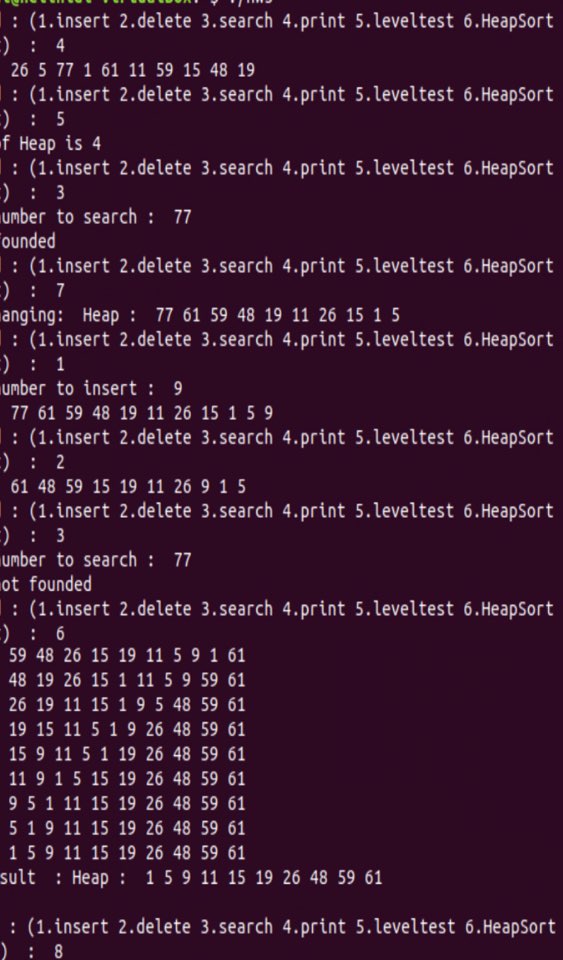 : (1.insert 2.delete 3.search 4.print 5.leveltest 6.HeapSort
) : 4
26 5 77 1 61 11 59 15 48 19
: (1.insert 2.delete 3.search 4.print 5.leveltest 6.HeapSort
) : 5
of Heap is 4
: (1.insert 2.delete 3.search 4.print 5.leveltest 6.HeapSort
) : 3
number to search : 77
founded
: (1.insert 2.delete 3.search 4.print 5.leveltest 6.HeapSort
) : 7
hanging: Heap : 77 61 59 48 19 11 26 15 1 5
: (1.insert 2.delete 3.search 4.print 5.leveltest 6.HeapSort
) : 1
number to insert : 9
77 61 59 48 19 11 26 15 1 5 9
: (1.insert 2.delete 3.search 4.print 5.leveltest 6.HeapSort
) : 2
61 48 59 15 19 11 26 9 1 5
: (1.insert 2.delete 3.search 4.print 5.leveltest 6.HeapSort
) : 3
number to search : 77
not founded
: (1.insert 2.delete 3.search 4.print 5.leveltest 6.HeapSort
) : 6
59 48 26 15 19 11 5 9 1 61
48 19 26 15 1 11 5 9 59 61
26 19 11 15 1 9 5 48 59 61
19 15 11 5 1 9 26 48 59 61
15 9 11 5 1 19 26 48 59 61
11 9 1 5 15 19 26 48 59 61
9 5 1 11 15 19 26 48 59 61
5 1 9 11 15 19 26 48 59 61
1 5 9 11 15 19 26 48 59 61
sult : Heap : 1 5 9 11 15 19 26 48 59 61
: (1.insert 2.delete 3.search 4.print 5.leveltest 6.HeapSort
) : 8